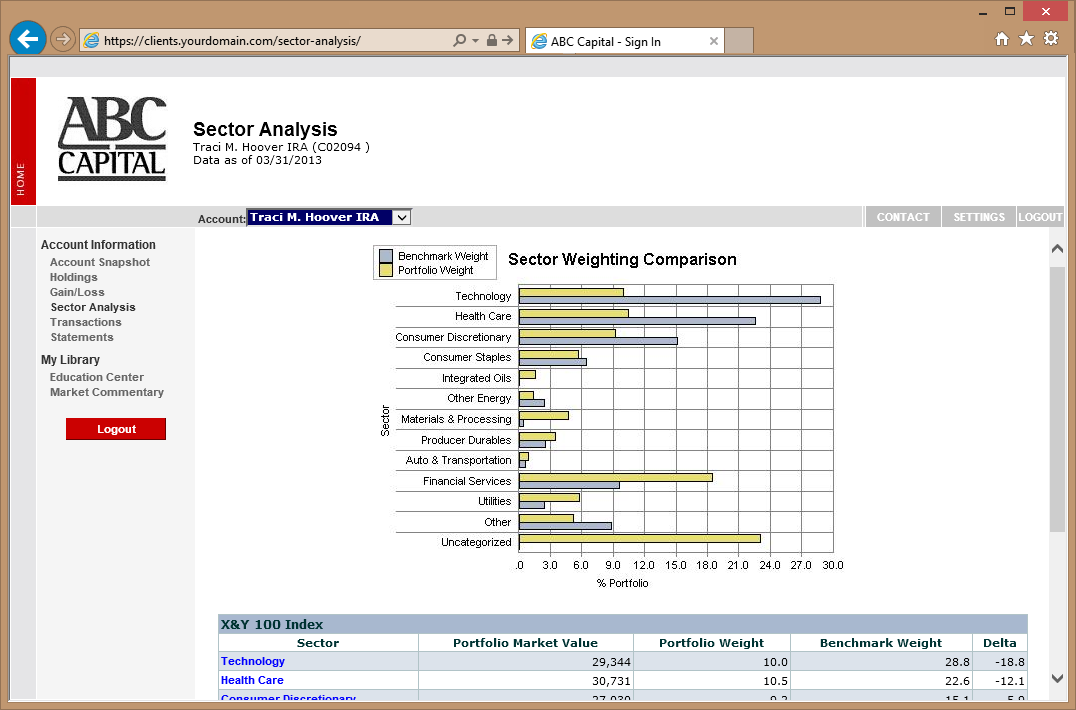 https://clients.yourdomain.com/sector-analysis/
ABC Capital - Sign In
HOME
ABC
CAPITAL
Sector Analysis
Traci M. Hoover IRA (C02094 )
Data as of 03/31/2013
Account: Traci M. Hoover IRA
CONTACT SETTINGS LOGOUT
Account Information
Account Snapshot
Holdings
Gain/Loss
Sector Analysis
Transactions
Statements
My Library
Education Center
Market Commentary
Logout
Benchmark Weight
Portfolio Weight
Sector Weighting Comparison
Sector
Technology
Health Care
Consumer Discretionary
Consumer Staples
Integrated Oils
Other Energy
Materials & Processing
Producer Durables
Auto & Transportation
Financial Services
Utilities
Other
Uncategorized
.0 3.0 6.0 9.0 12.0 15.0 18.0 21.0 24.0 27.0 30.0
% Portfolio
X&Y 100 Index
Sector Portfolio Market Value Portfolio Weight Benchmark Weight Delta
Technology 29,344 10.0 28.8 -18.8
Health Care 30,731 10.5 22.6 -12.1
Consumer Discretionary 27,030 9.2 15.1 -5.9